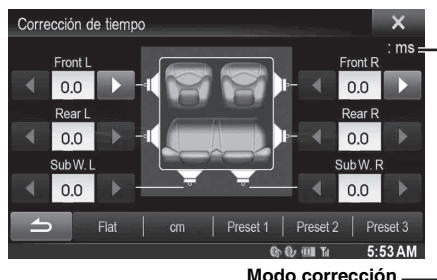 Corrección de tiempo
: ms
Front L
Front R
0.0
0.0
Rear L
Rear R
0.0
0.0
Sub W. L
Sub W. R
0.0
0.0
Flat
cm
Preset 1
Preset 2
Preset 3
5:53 AM
Modo corrección